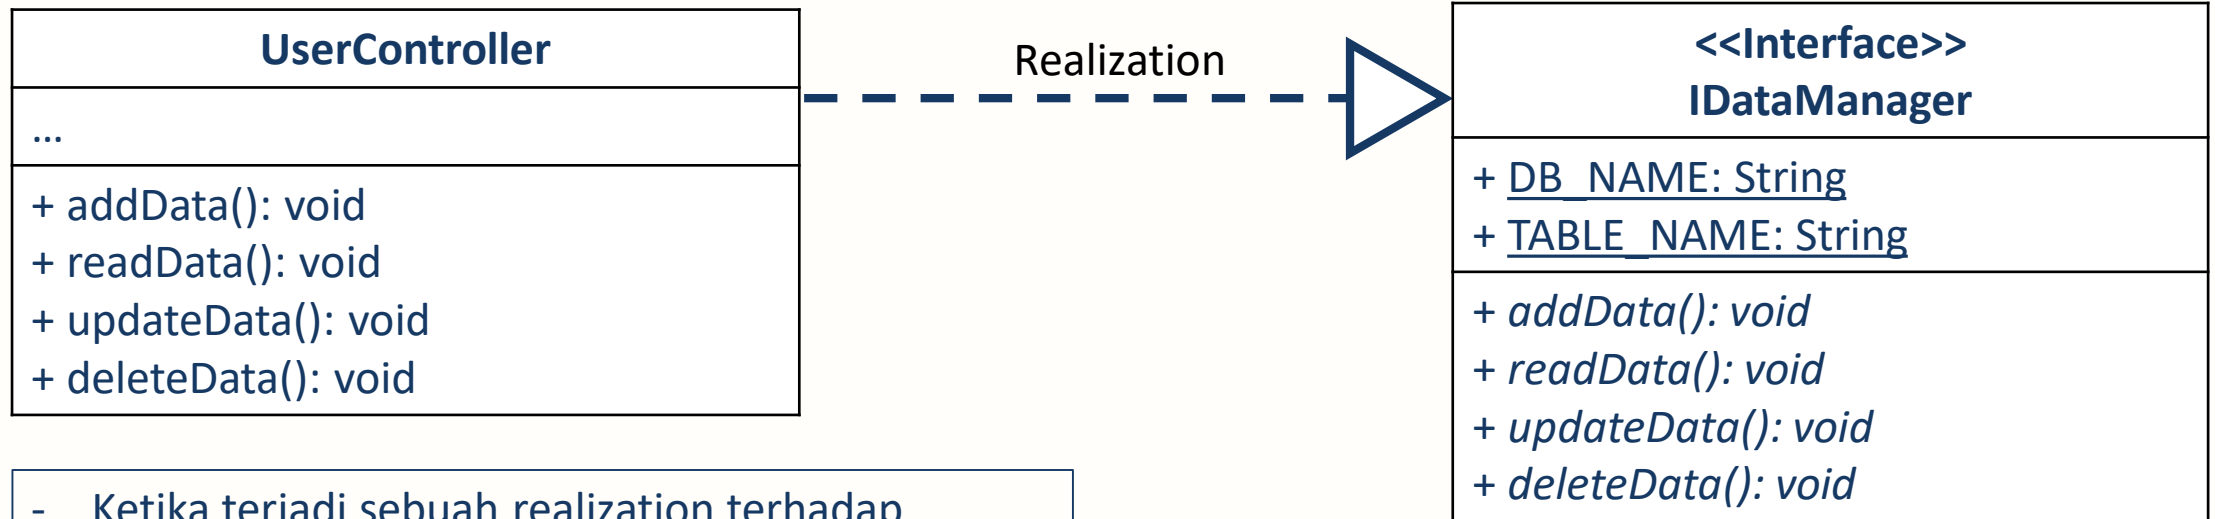 UserController
...
+ addData(): void
+ readData(): void
+ updateData(): void
+ deleteData(): void
Realization
<<Interface>>
IDataManager
+ DB_NAME: String
+ TABLE_NAME: String
+ addData(): void
+ readData(): void
+ updateData(): void
+ deleteData(): void
- Ketika terjadi sebuah realization terhadap